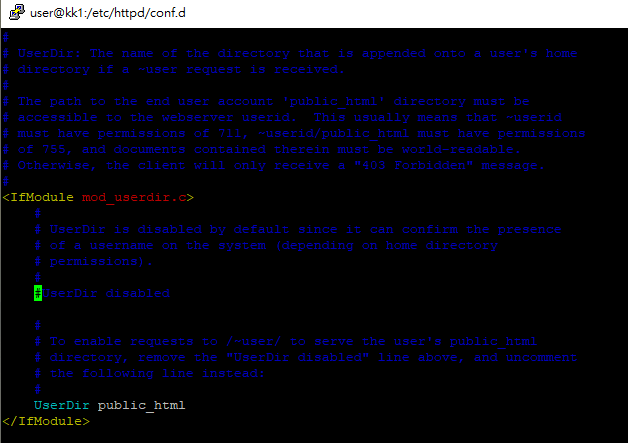 user@kk1:/etc/httpd/conf.d
#
# UserDir: The name of the directory that is appended onto a user's home
# directory if a ~user request is received.
#
# The path to the end user account 'public_html' directory must be
# accessible to the webserver userid.  This usually means that ~userid
# must have permissions of 711, ~userid/public_html must have permissions
# of 755, and documents contained therein must be world-readable.
# Otherwise, the client will only receive a "403 Forbidden" message.
#
<IfModule mod_userdir.c>
    #
    # UserDir is disabled by default since it can confirm the presence
    # of a username on the system (depending on home directory
    # permissions).
    #
    #UserDir disabled
    #
    # To enable requests to /~user/ to serve the user's public_html
    # directory, remove the "UserDir disabled" line above, and uncomment
    # the following line instead:
    #
    UserDir public_html
</IfModule>